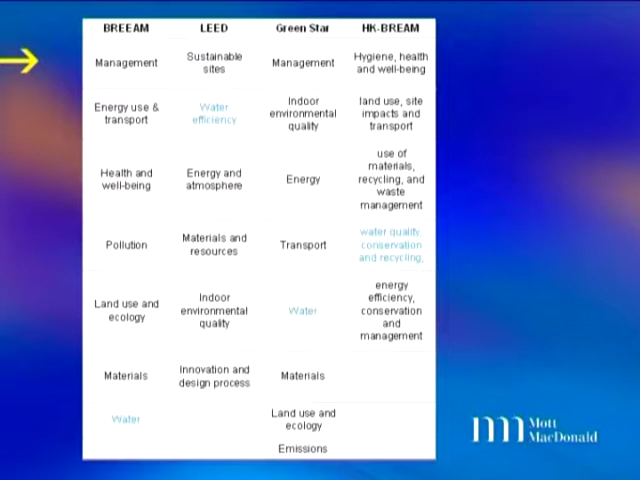 BREEAM LEED Green Star HK-BREAM
Management
Sustainable
sites
Management
Hygiene, health
and well-being
Energy use &
transport
Water
efficiency
Indoor
environmental
quality
land use, site
impacts and
transport
Health and
well-being
Energy and
atmosphere
Energy
use of
materials,
recycling, and
waste
management
Pollution
Materials and
resources
Transport
water quality,
conservation
and recycling,
Land use and
ecology
Indoor
environmental
quality
Water
energy
efficiency,
conservation
and
management
Materials
Innovation and
design process
Materials
Water
Land use and
ecology
Emissions
Mott
MacDonald